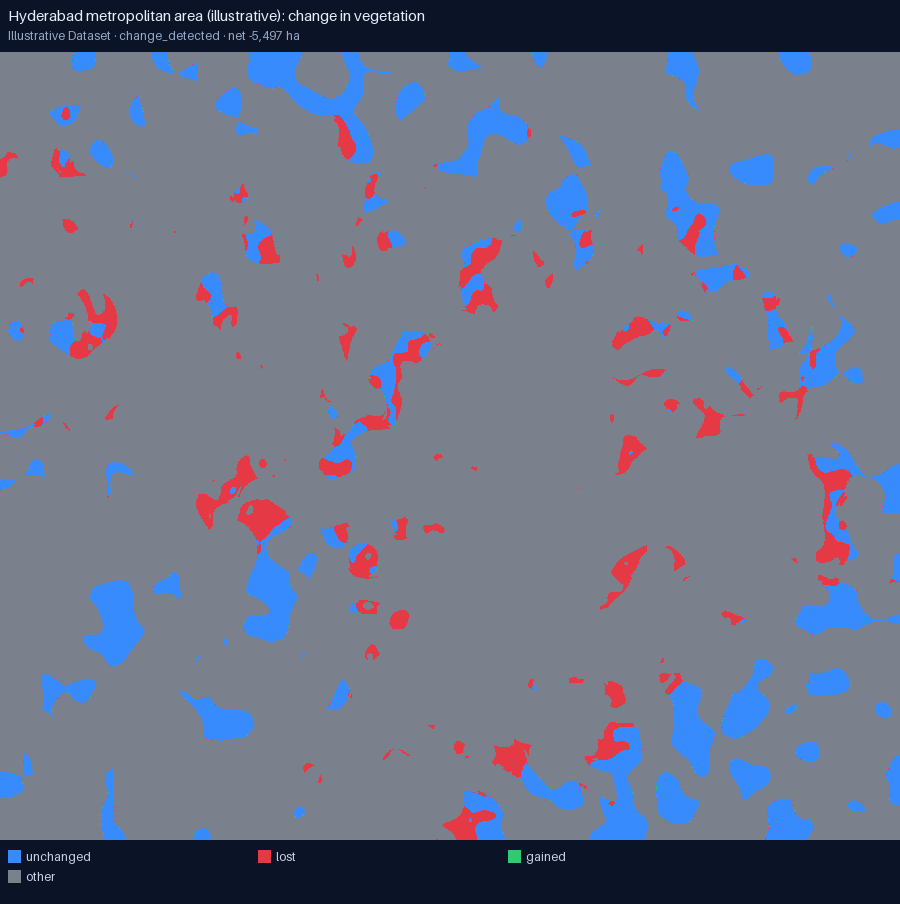 Hyderabad metropolitan area (illustrative): change in vegetation
Illustrative Dataset · change_detected · net -5,497 ha
unchanged
lost
gained
other